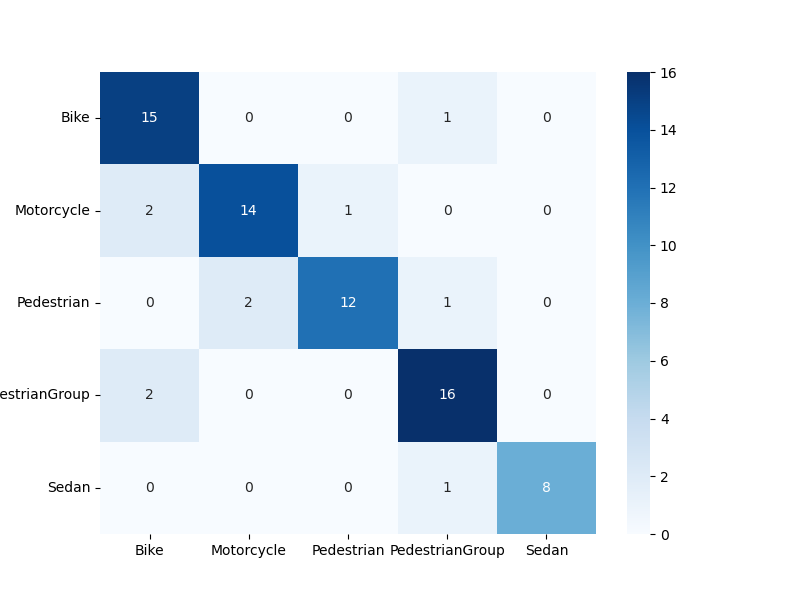 Bike 15 0 0 1 0
Motorcycle 2 14 1 0 0
Pedestrian 0 2 12 1 0
estrianGroup 2 0 0 16 0
Sedan 0 0 0 1 8
Bike Motorcycle Pedestrian PedestrianGroup Sedan
16
14
12
10
8
6
4
2
0